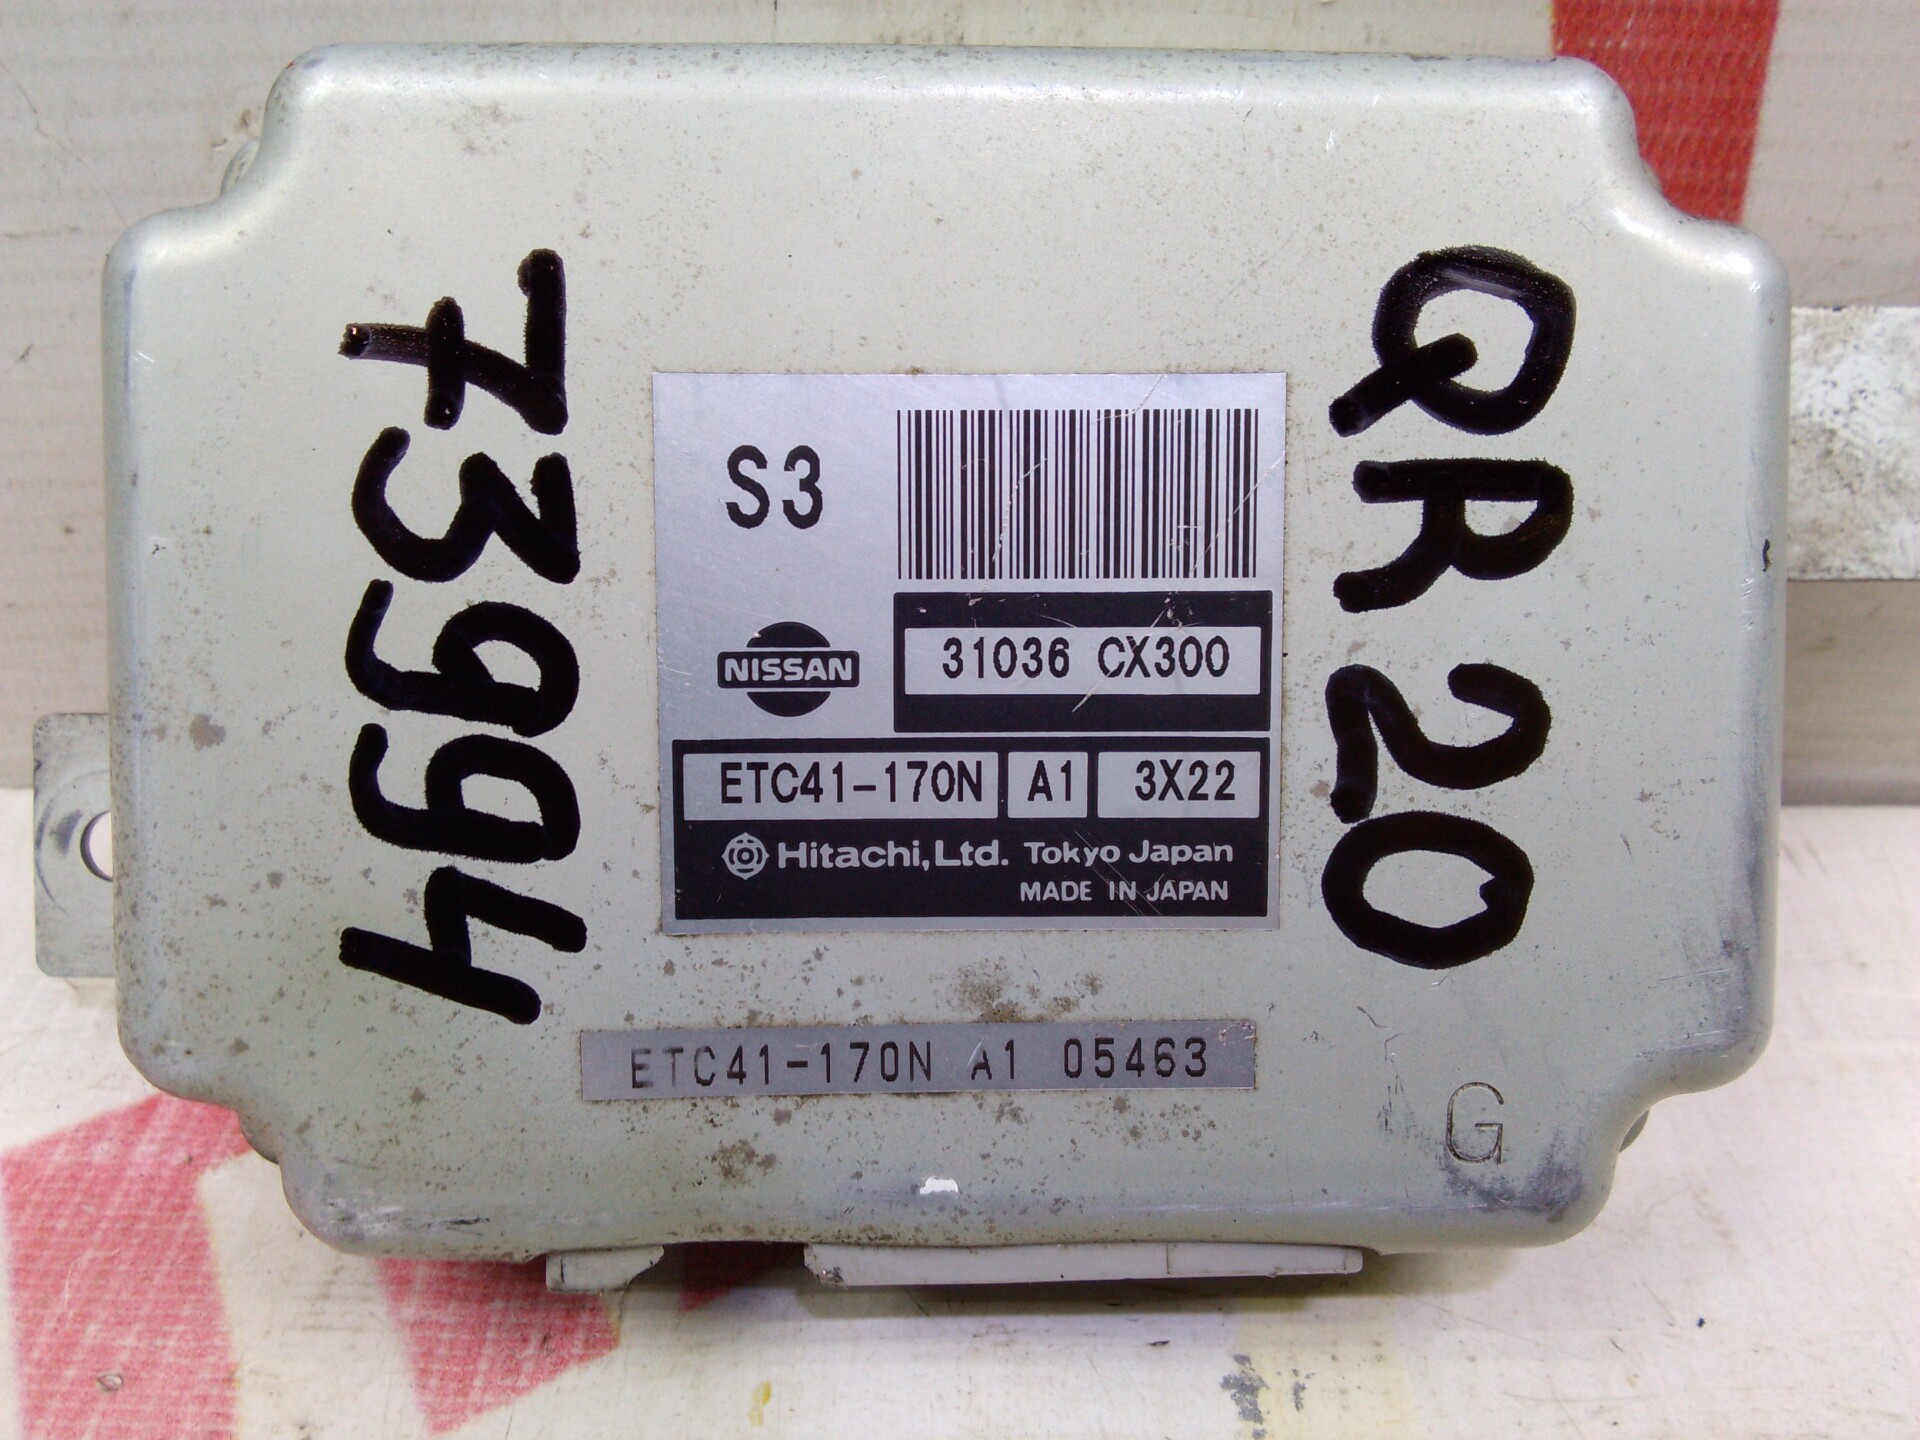 73994
S3
NISSAN
31036 CX300
ETC41-170N A1 3X22
Hitachi,Ltd. Tokyo Japan
MADE IN JAPAN
QR20
ETC41-170N A1 05463
G